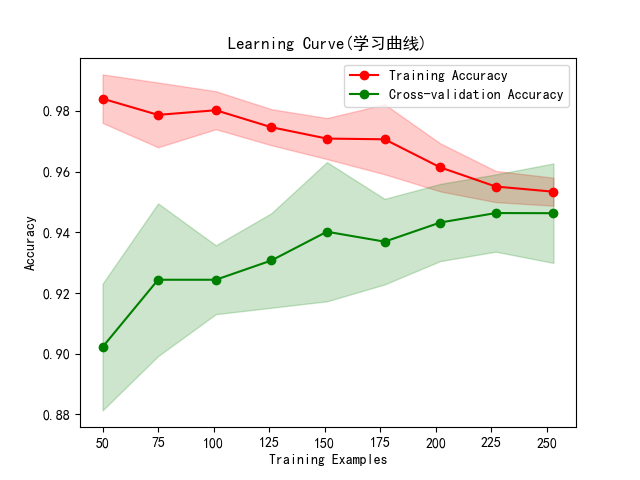 Learning Curve(学习曲线)
Training Accuracy
Cross-validation Accuracy
0.98
0.96
0.94
0.92
0.90
0.88
Accuracy
50 75 100 125 150 175 200 225 250
Training Examples